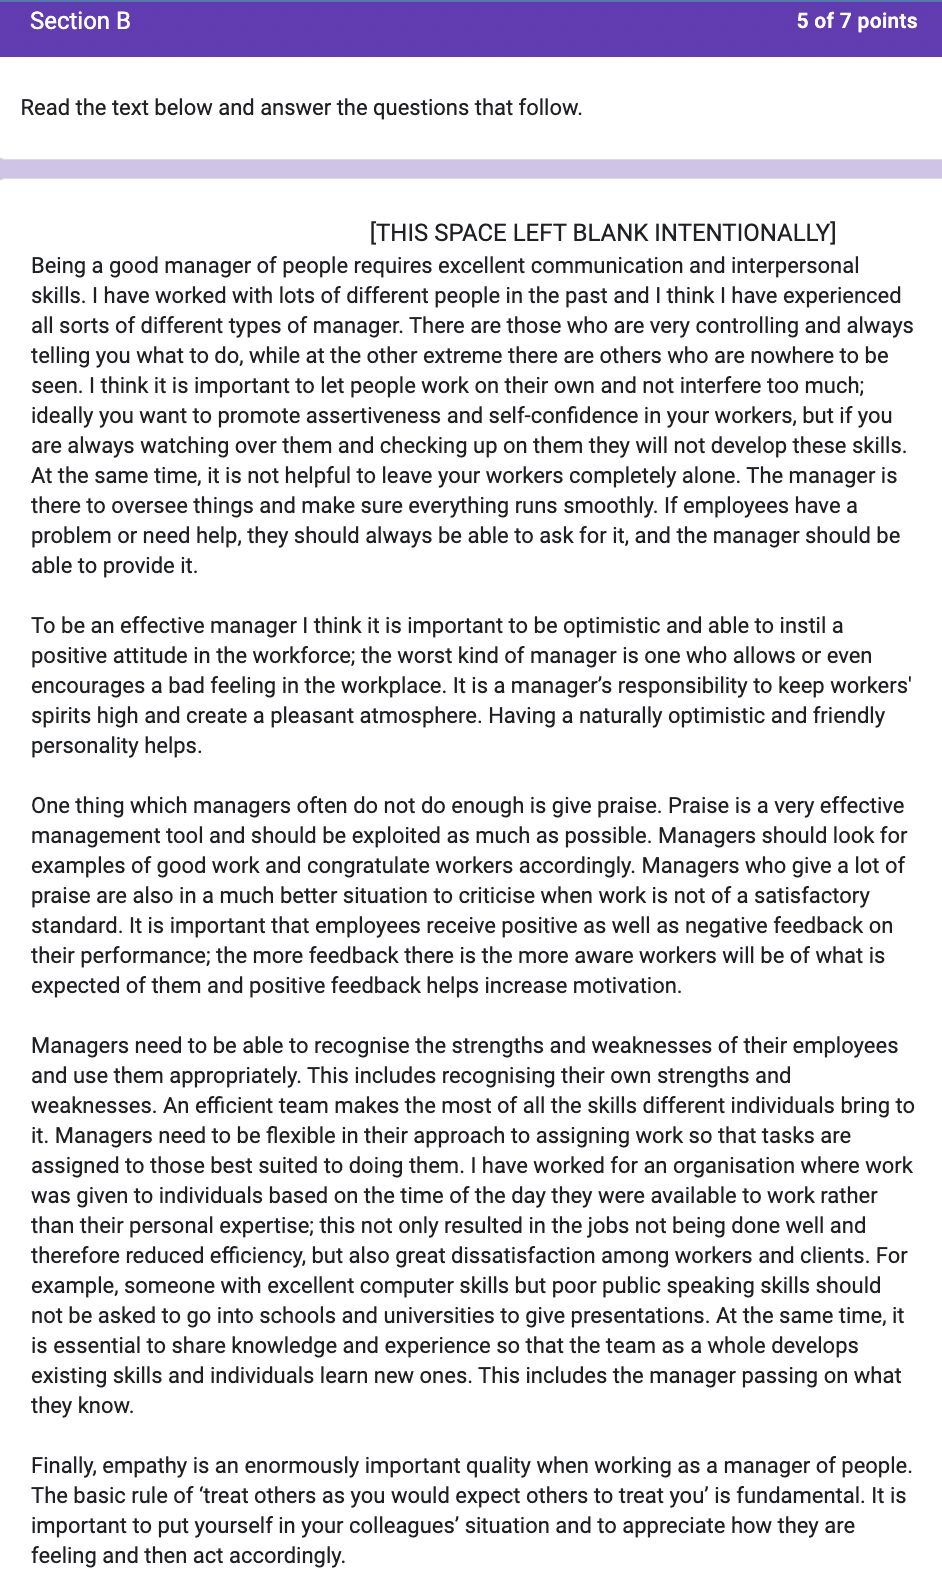 Section B
5 of 7 points
Read the text below and answer the questions that follow.
[THIS SPACE LEFT BLANK INTENTIONALLY]
Being a good manager of people requires excellent communication and interpersonal
skills. I have worked with lots of different people in the past and I think I have experienced
all sorts of different types of manager. There are those who are very controlling and always
telling you what to do, while at the other extreme there are others who are nowhere to be
seen. I think it is important to let people work on their own and not interfere too much;
ideally you want to promote assertiveness and self-confidence in your workers, but if you
are always watching over them and checking up on them they will not develop these skills.
At the same time, it is not helpful to leave your workers completely alone. The manager is
there to oversee things and make sure everything runs smoothly. If employees have a
problem or need help, they should always be able to ask for it, and the manager should be
able to provide it.
To be an effective manager I think it is important to be optimistic and able to instil a
positive attitude in the workforce; the worst kind of manager is one who allows or even
encourages a bad feeling in the workplace. It is a manager’s responsibility to keep workers'
spirits high and create a pleasant atmosphere. Having a naturally optimistic and friendly
personality helps.
One thing which managers often do not do enough is give praise. Praise is a very effective
management tool and should be exploited as much as possible. Managers should look for
examples of good work and congratulate workers accordingly. Managers who give a lot of
praise are also in a much better situation to criticise when work is not of a satisfactory
standard. It is important that employees receive positive as well as negative feedback on
their performance; the more feedback there is the more aware workers will be of what is
expected of them and positive feedback helps increase motivation.
Managers need to be able to recognise the strengths and weaknesses of their employees
and use them appropriately. This includes recognising their own strengths and
weaknesses. An efficient team makes the most of all the skills different individuals bring to
it. Managers need to be flexible in their approach to assigning work so that tasks are
assigned to those best suited to doing them. I have worked for an organisation where work
was given to individuals based on the time of the day they were available to work rather
than their personal expertise; this not only resulted in the jobs not being done well and
therefore reduced efficiency, but also great dissatisfaction among workers and clients. For
example, someone with excellent computer skills but poor public speaking skills should
not be asked to go into schools and universities to give presentations. At the same time, it
is essential to share knowledge and experience so that the team as a whole develops
existing skills and individuals learn new ones. This includes the manager passing on what
they know.
Finally, empathy is an enormously important quality when working as a manager of people.
The basic rule of ‘treat others as you would expect others to treat you’ is fundamental. It is
important to put yourself in your colleagues’ situation and to appreciate how they are
feeling and then act accordingly.